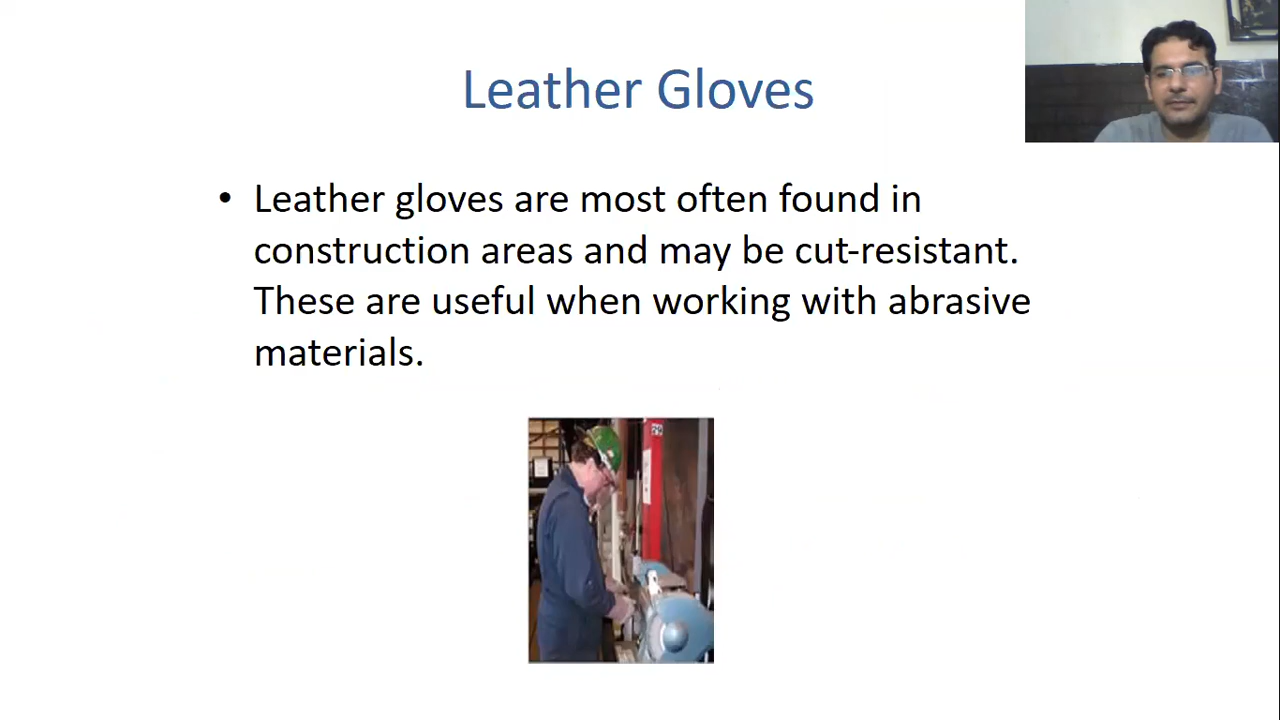 Leather Gloves
• Leather gloves are most often found in
construction areas and may be cut-resistant.
These are useful when working with abrasive
materials.
29